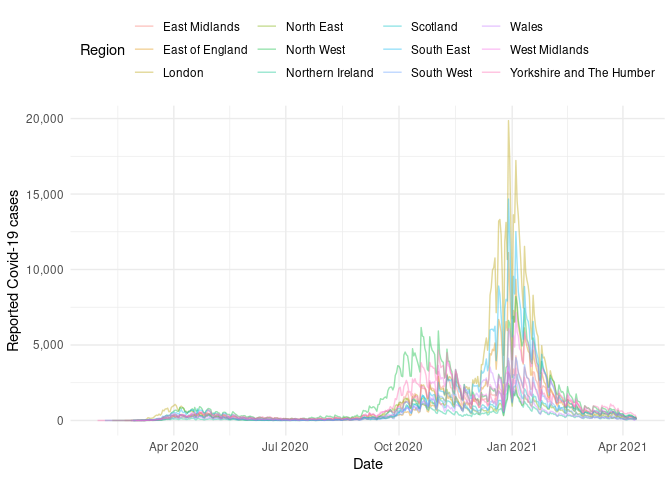 East Midlands North East Scotland Wales
Region East of England North West South East West Midlands
London Northern Ireland South West Yorkshire and The Humber
20,000
15,000
10,000
5,000
0
Reported Covid-19 cases
Apr 2020 Jul 2020 Oct 2020 Jan 2021 Apr 2021
Date